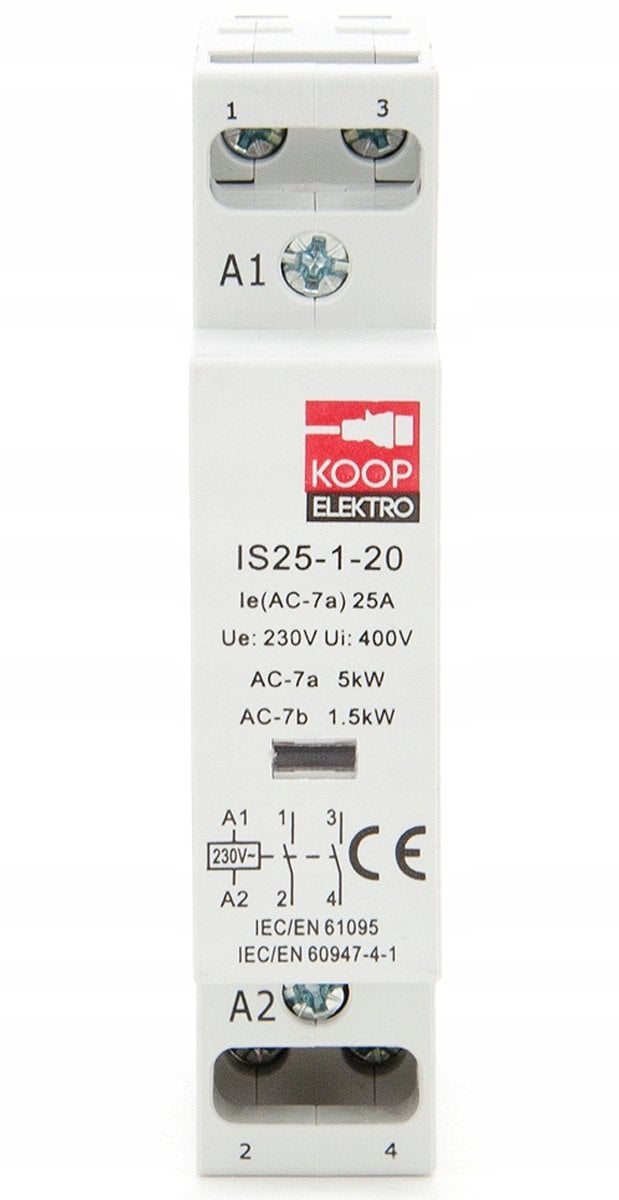 1 3
A1
KOOP
ELEKTRO
IS25-1-20
Ie(AC-7a) 25A
Ue: 230V Ui: 400V
AC-7a 5kW
AC-7b 1.5kW
A1 1 3
230V~ CE
A2 2 4
IEC/EN 61095
IEC/EN 60947-4-1
A2
2 4